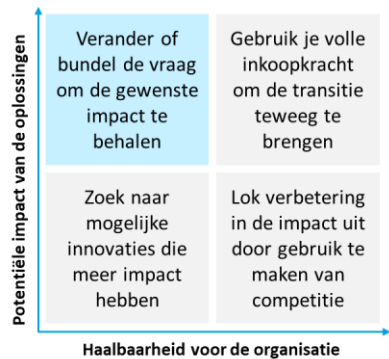 Potentiële impact van de oplossingen
Verander of
bundel de vraag
om de gewenste
impact te
behalen
Gebruik je volle
inkoopkracht
om de transitie
teweeg te
brengen
Zoek naar
mogelijke
innovaties die
meer impact
hebben
Lok verbetering
in de impact uit
door gebruik te
maken van
competitie
Haalbaarheid voor de organisatie